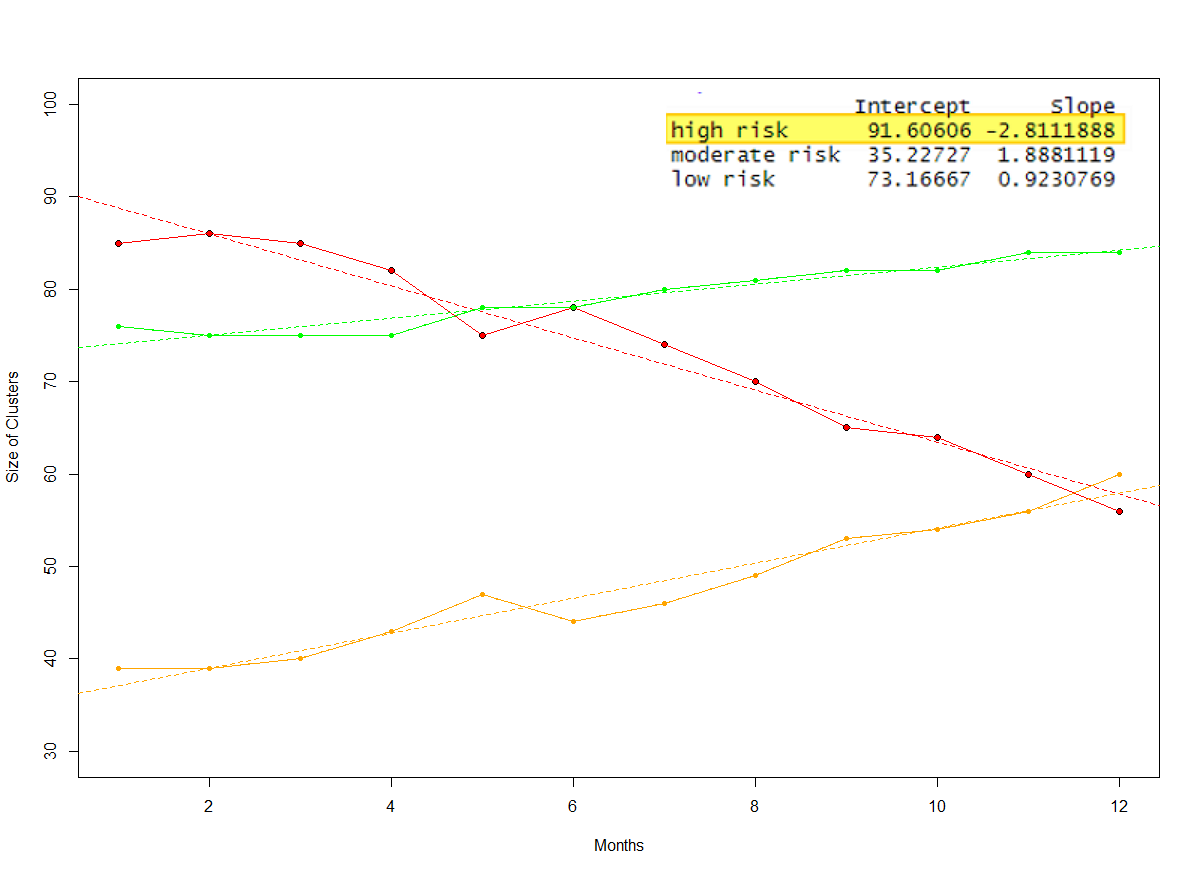 Intercept Slope
high risk 91.60606 -2.8111888
moderate risk 35.22727 1.8881119
low risk 73.16667 0.9230769
100
90
80
70
60
50
40
30
Size of Clusters
2 4 6 8 10 12
Months